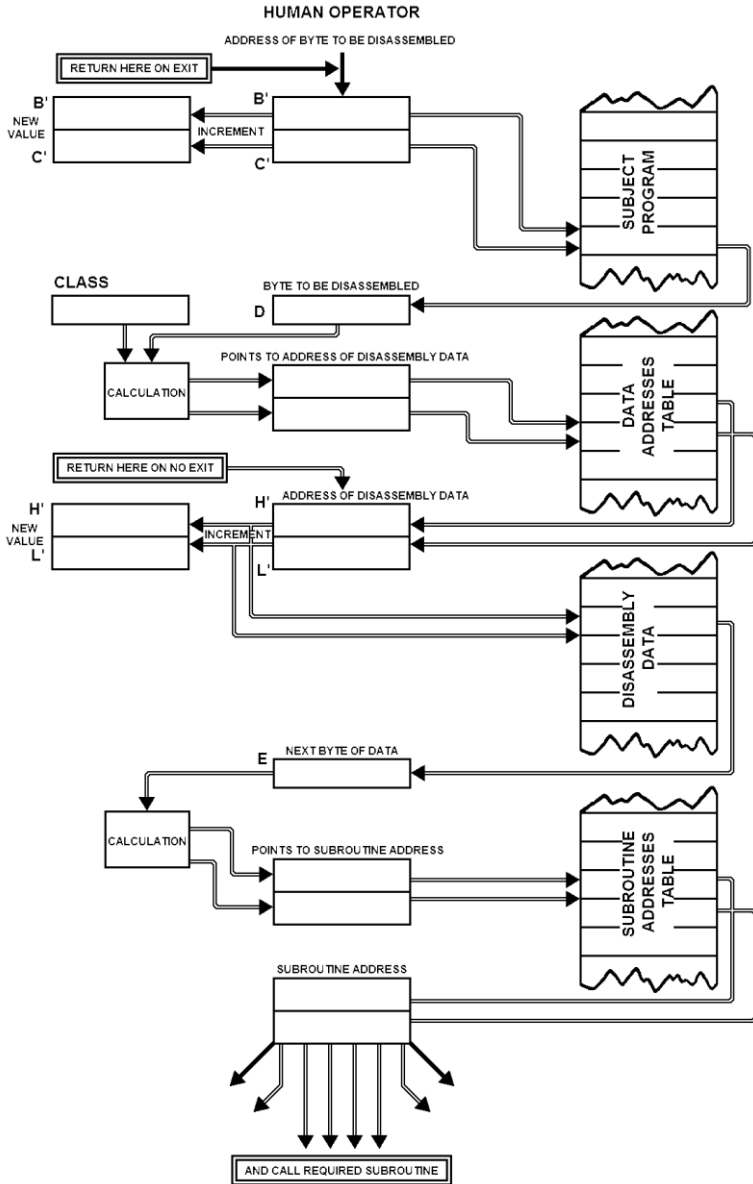 HUMAN OPERATOR
ADDRESS OF BYTE TO BE DISASSEMBLED
RETURN HERE ON EXIT
B'
NEW
VALUE
C'
INCREMENT
B'
C'
SUBJECT
PROGRAM
CLASS
BYTE TO BE DISASSEMBLED
D
CALCULATION
POINTS TO ADDRESS OF DISASSEMBLY DATA
DATA
ADDRESSES
TABLE
RETURN HERE ON NO EXIT
ADDRESS OF DISASSEMBLY DATA
H'
NEW
VALUE
L'
INCREMENT
H'
L'
DISASSEMBLY
DATA
NEXT BYTE OF DATA
E
CALCULATION
POINTS TO SUBROUTINE ADDRESS
SUBROUTINE
ADDRESSES
TABLE
SUBROUTINE ADDRESS
AND CALL REQUIRED SUBROUTINE